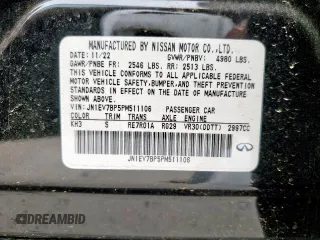 MANUFACTURED BY NISSAN MOTOR CO.,LTD.
DATE: 11/22 GVWR/PNBV: 4980 LBS.
GAWR/PNBE FR: 2546 LBS. RR: 2513 LBS.
THIS VEHICLE CONFORMS TO ALL APPLICABLE FEDERAL
MOTOR VEHICLE SAFETY, BUMPER, AND THEFT PREVENTION
STANDARDS IN EFFECT ON THE DATE OF MANUFACTURE
SHOWN ABOVE.
VIN: JN1EV7BP5PM511106 PASSENGER CAR
COLOR TRIM TRANS AXLE ENGINE
KH3 S RE7R01A RG29 VR30(DDTT) 2997CC
JN1EV7BP5PM511106